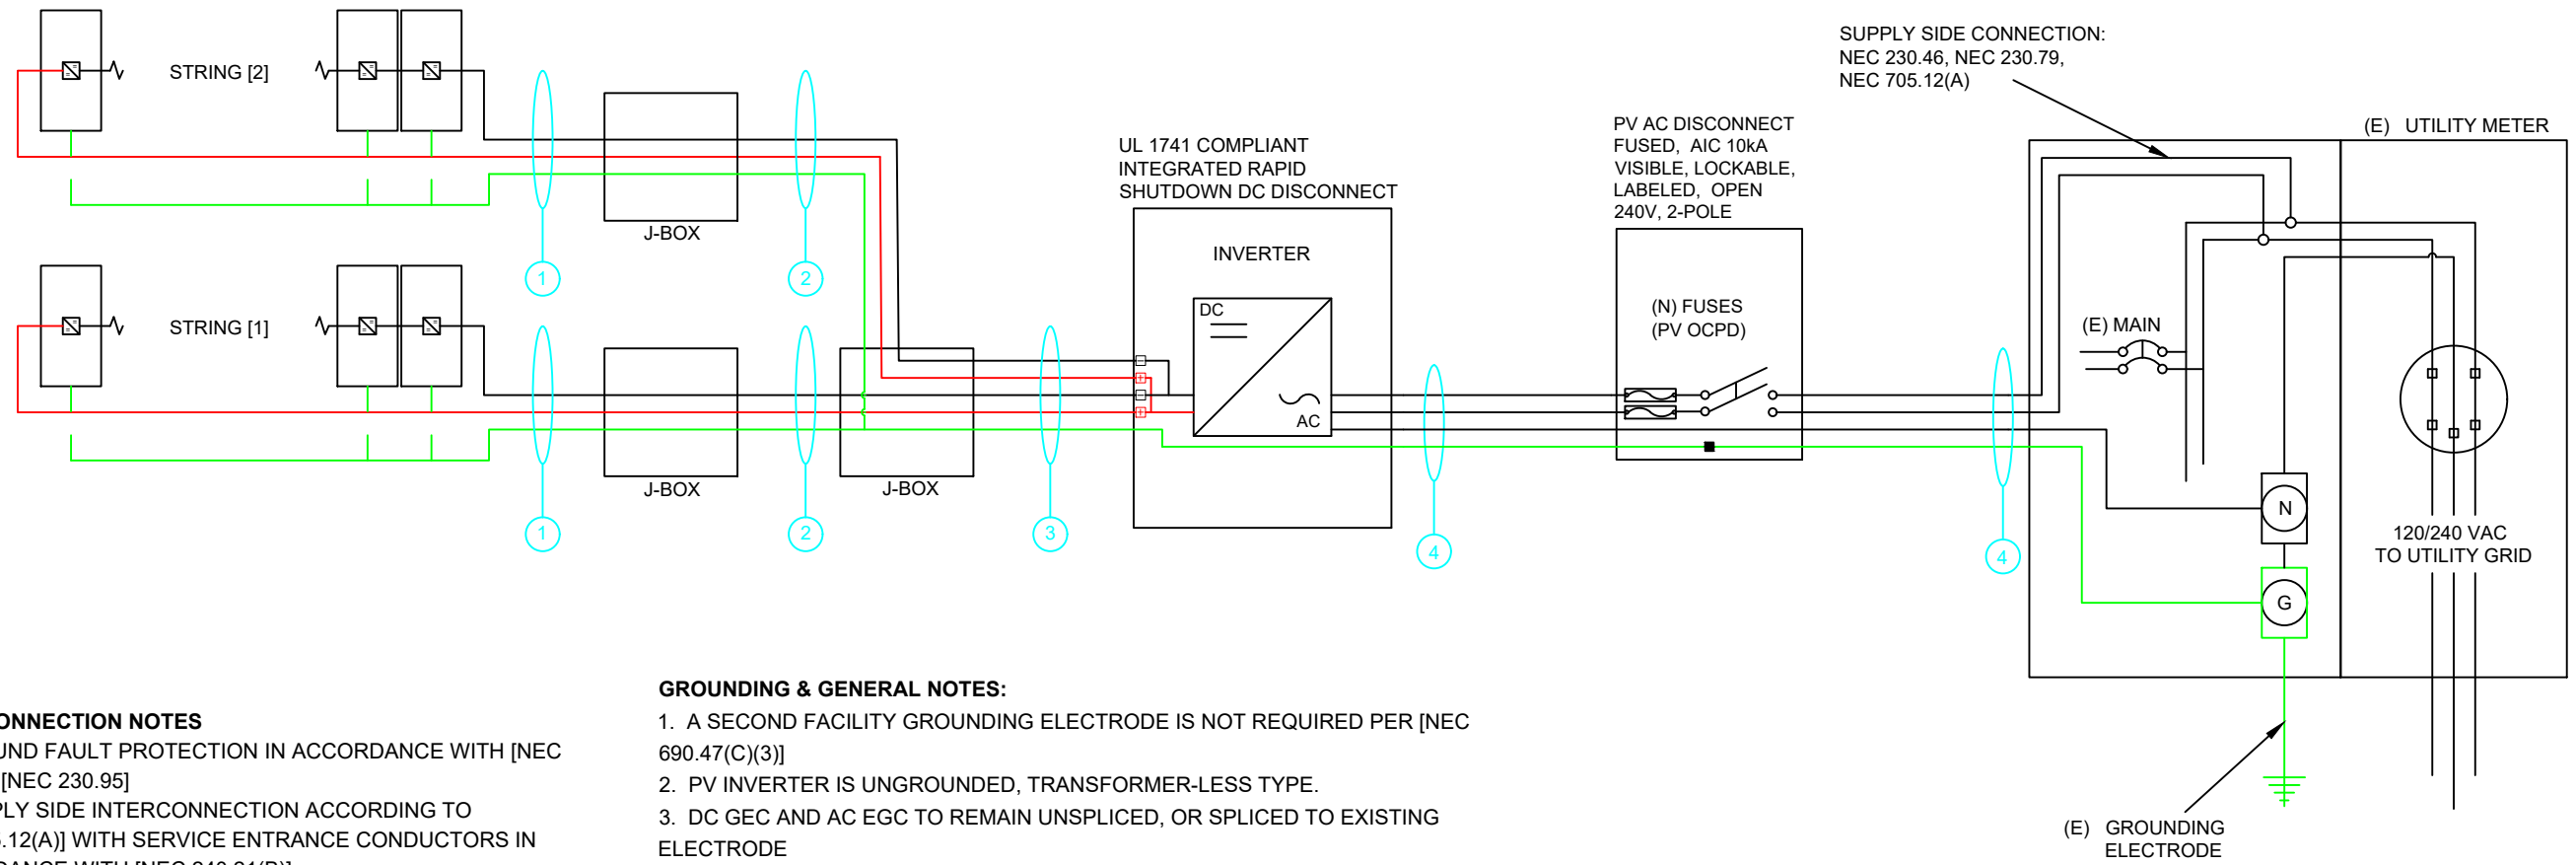 STRING [2]
1
J-BOX
2
STRING [1]
1
J-BOX
2
J-BOX
3
UL 1741 COMPLIANT
INTEGRATED RAPID
SHUTDOWN DC DISCONNECT
INVERTER
DC
AC
4
PV AC DISCONNECT
FUSED, AIC 10kA
VISIBLE, LOCKABLE,
LABELED, OPEN
240V, 2-POLE
(N) FUSES
(PV OCPD)
4
SUPPLY SIDE CONNECTION:
NEC 230.46, NEC 230.79,
NEC 705.12(A)
(E) UTILITY METER
(E) MAIN
N
G
120/240 VAC
TO UTILITY GRID
(E) GROUNDING
ELECTRODE
ONNECTION NOTES
UND FAULT PROTECTION IN ACCORDANCE WITH [NEC
[NEC 230.95]
PLY SIDE INTERCONNECTION ACCORDING TO
.12(A)] WITH SERVICE ENTRANCE CONDUCTORS IN
GROUNDING & GENERAL NOTES:
1. A SECOND FACILITY GROUNDING ELECTRODE IS NOT REQUIRED PER [NEC
690.47(C)(3)]
2. PV INVERTER IS UNGROUNDED, TRANSFORMER-LESS TYPE.
3. DC GEC AND AC EGC TO REMAIN UNSPLICED, OR SPLICED TO EXISTING
ELECTRODE